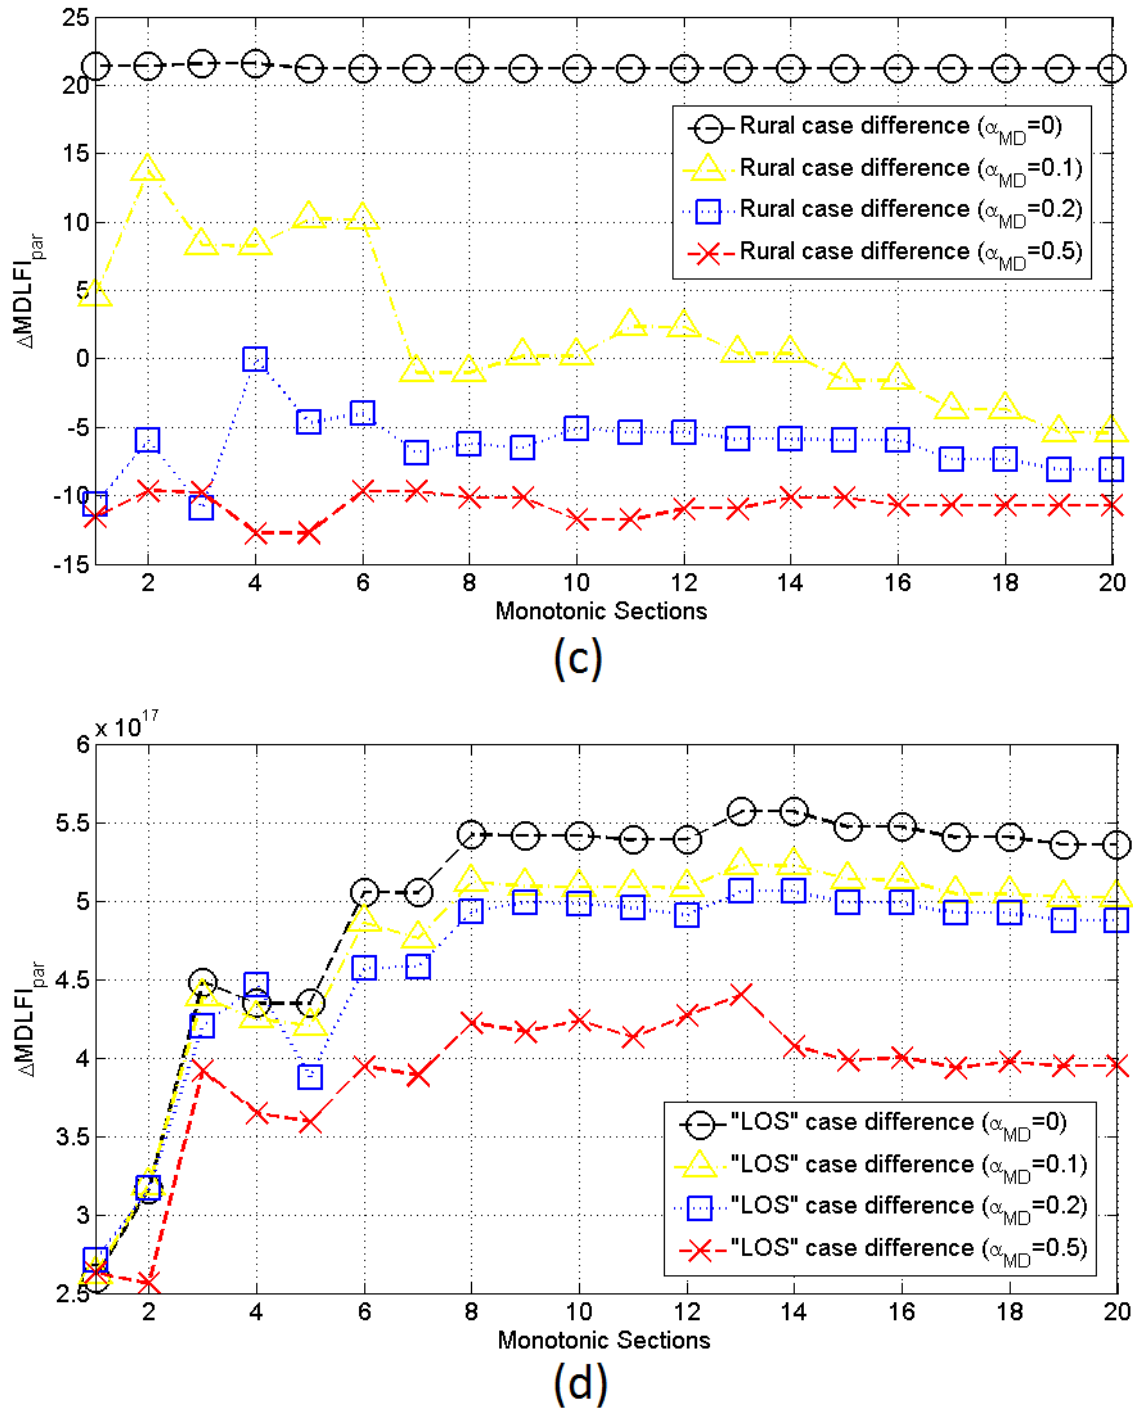 25
20
15
10
5
0
-5
-10
-15
ΔMDLFI_par
Rural case difference (α_MD=0)
Rural case difference (α_MD=0.1)
Rural case difference (α_MD=0.2)
Rural case difference (α_MD=0.5)
2 4 6 8 10 12 14 16 18 20
Monotonic Sections
(c)
x 10^17
6
5.5
5
4.5
4
3.5
3
2.5
ΔMDLFI_par
"LOS" case difference (α_MD=0)
"LOS" case difference (α_MD=0.1)
"LOS" case difference (α_MD=0.2)
"LOS" case difference (α_MD=0.5)
2 4 6 8 10 12 14 16 18 20
Monotonic Sections
(d)